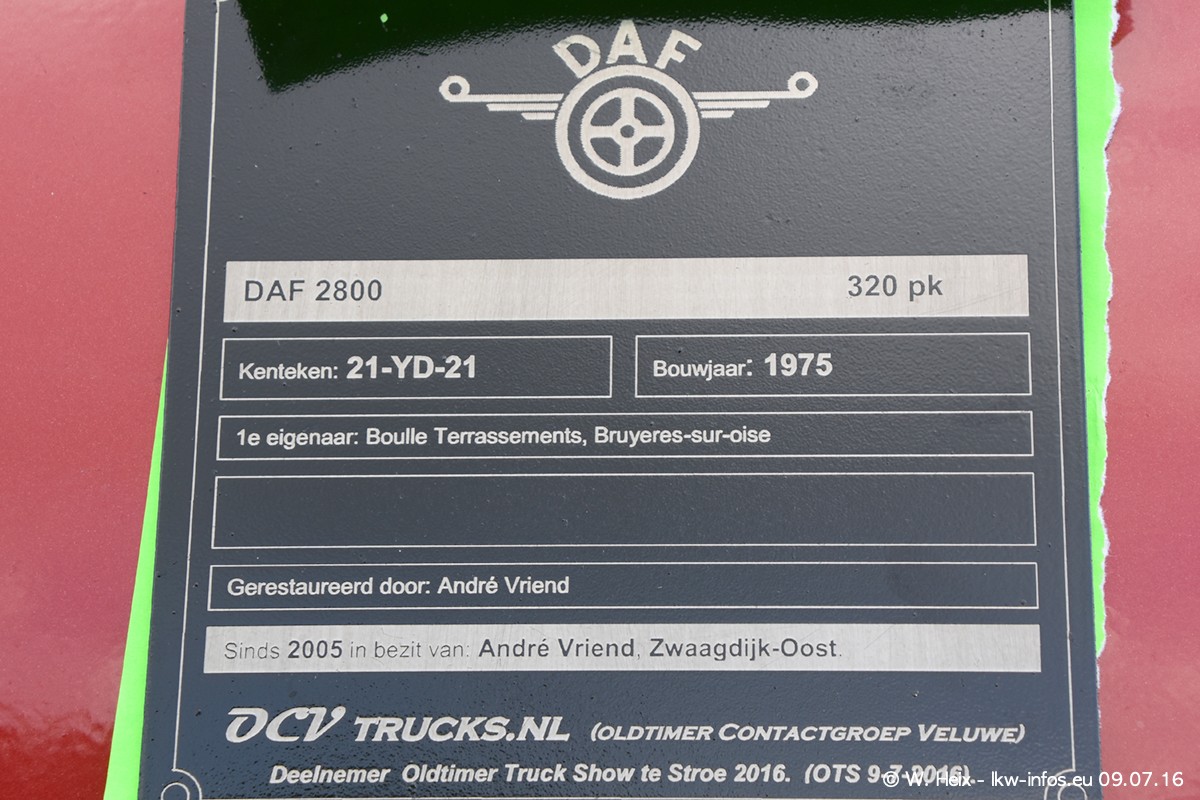 DAF
DAF 2800 320 pk
Kenteken: 21-YD-21 Bouwjaar: 1975
1e eigenaar: Boulle Terrassements, Bruyeres-sur-oise
Gerestaureerd door: André Vriend
Sinds 2005 in bezit van: André Vriend, Zwaagdijk-Oost.
OCV TRUCKS.NL (OLDTIMER CONTACTGROEP VELUWE)
Deelnemer Oldtimer Truck Show te Stroe 2016. (OTS 9-7-2016)
© W. Heix - lkw-infos.eu 09.07.16